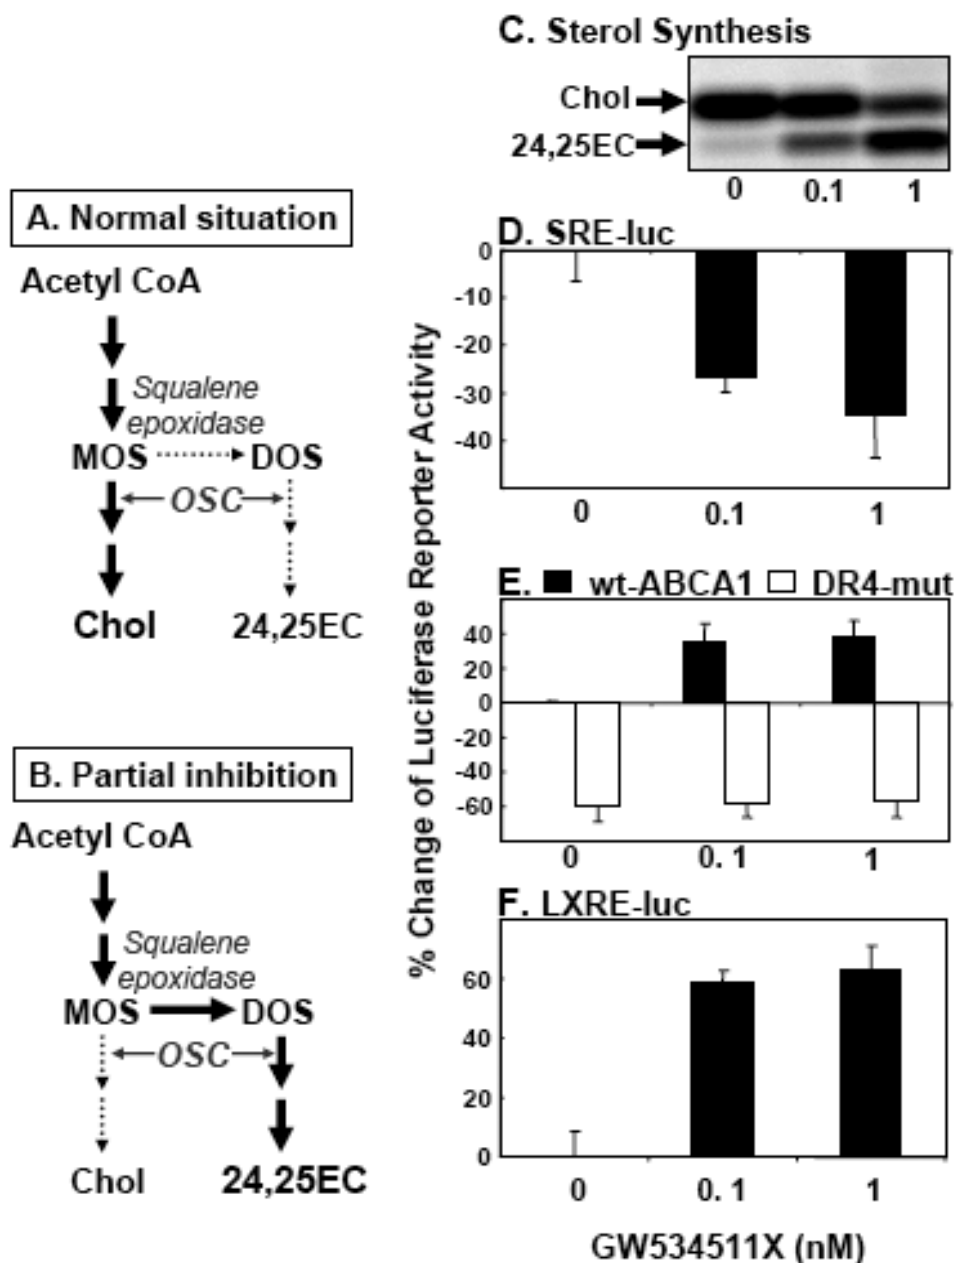 A. Normal situation
Acetyl CoA
Squalene
epoxidase
MOS DOS
OSC
Chol 24,25EC
B. Partial inhibition
Acetyl CoA
Squalene
epoxidase
MOS DOS
OSC
Chol 24,25EC
C. Sterol Synthesis
Chol
24,25EC
0 0.1 1
% Change of Luciferase Reporter Activity
D. SRE-luc
0
-10
-20
-30
-40
0 0.1 1
E. wt-ABCA1 DR4-mut
40
20
0
-20
-40
-60
0 0. 1 1
F. LXRE-luc
60
40
20
0
0 0. 1 1
GW534511X (nM)